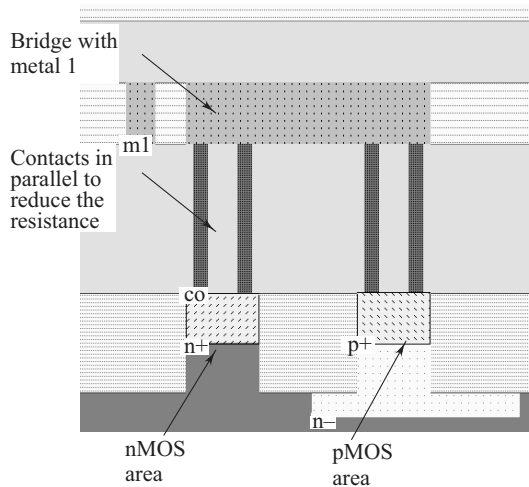 Bridge with
metal 1
m1
Contacts in
parallel to
reduce the
resistance
co
n+
p+
n–
nMOS
area
pMOS
area